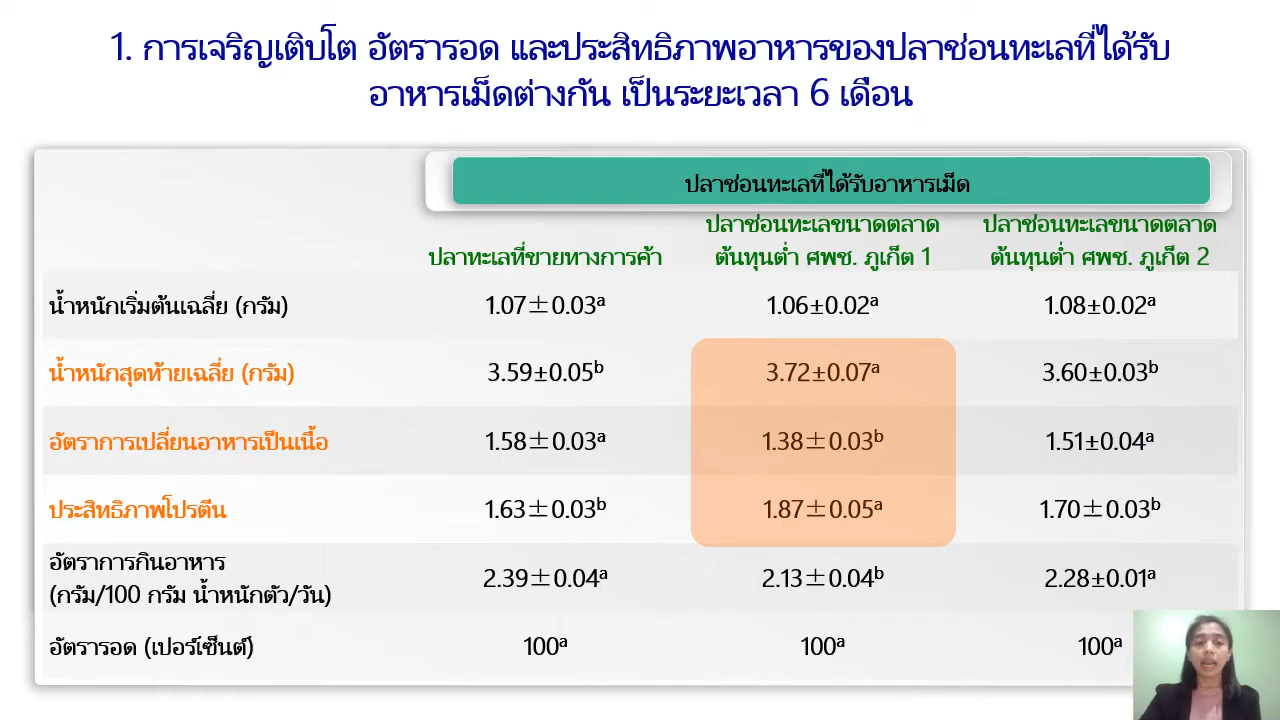 1. การเจริญเติบโต อัตรารอด และประสิทธิภาพอาหารของปลาช่อนทะเลที่ได้รับ
อาหารเม็ดต่างกัน เป็นระยะเวลา 6 เดือน
ปลาช่อนทะเลที่ได้รับอาหารเม็ด
ปลาทะเลที่ขายทางการค้า
ปลาช่อนทะเลขนาดตลาด
ต้นทุนต่ำ ศพช. ภูเก็ต 1
ปลาช่อนทะเลขนาดตลาด
ต้นทุนต่ำ ศพช. ภูเก็ต 2
น้ำหนักเริ่มต้นเฉลี่ย (กรัม) 1.07±0.03ᵃ 1.06±0.02ᵃ 1.08±0.02ᵃ
น้ำหนักสุดท้ายเฉลี่ย (กรัม) 3.59±0.05ᵇ 3.72±0.07ᵃ 3.60±0.03ᵇ
อัตราการเปลี่ยนอาหารเป็นเนื้อ 1.58±0.03ᵃ 1.38±0.03ᵇ 1.51±0.04ᵃ
ประสิทธิภาพโปรตีน 1.63±0.03ᵇ 1.87±0.05ᵃ 1.70±0.03ᵇ
อัตราการกินอาหาร
(กรัม/100 กรัม น้ำหนักตัว/วัน) 2.39±0.04ᵃ 2.13±0.04ᵇ 2.28±0.01ᵃ
อัตรารอด (เปอร์เซ็นต์) 100ᵃ 100ᵃ 100ᵃ